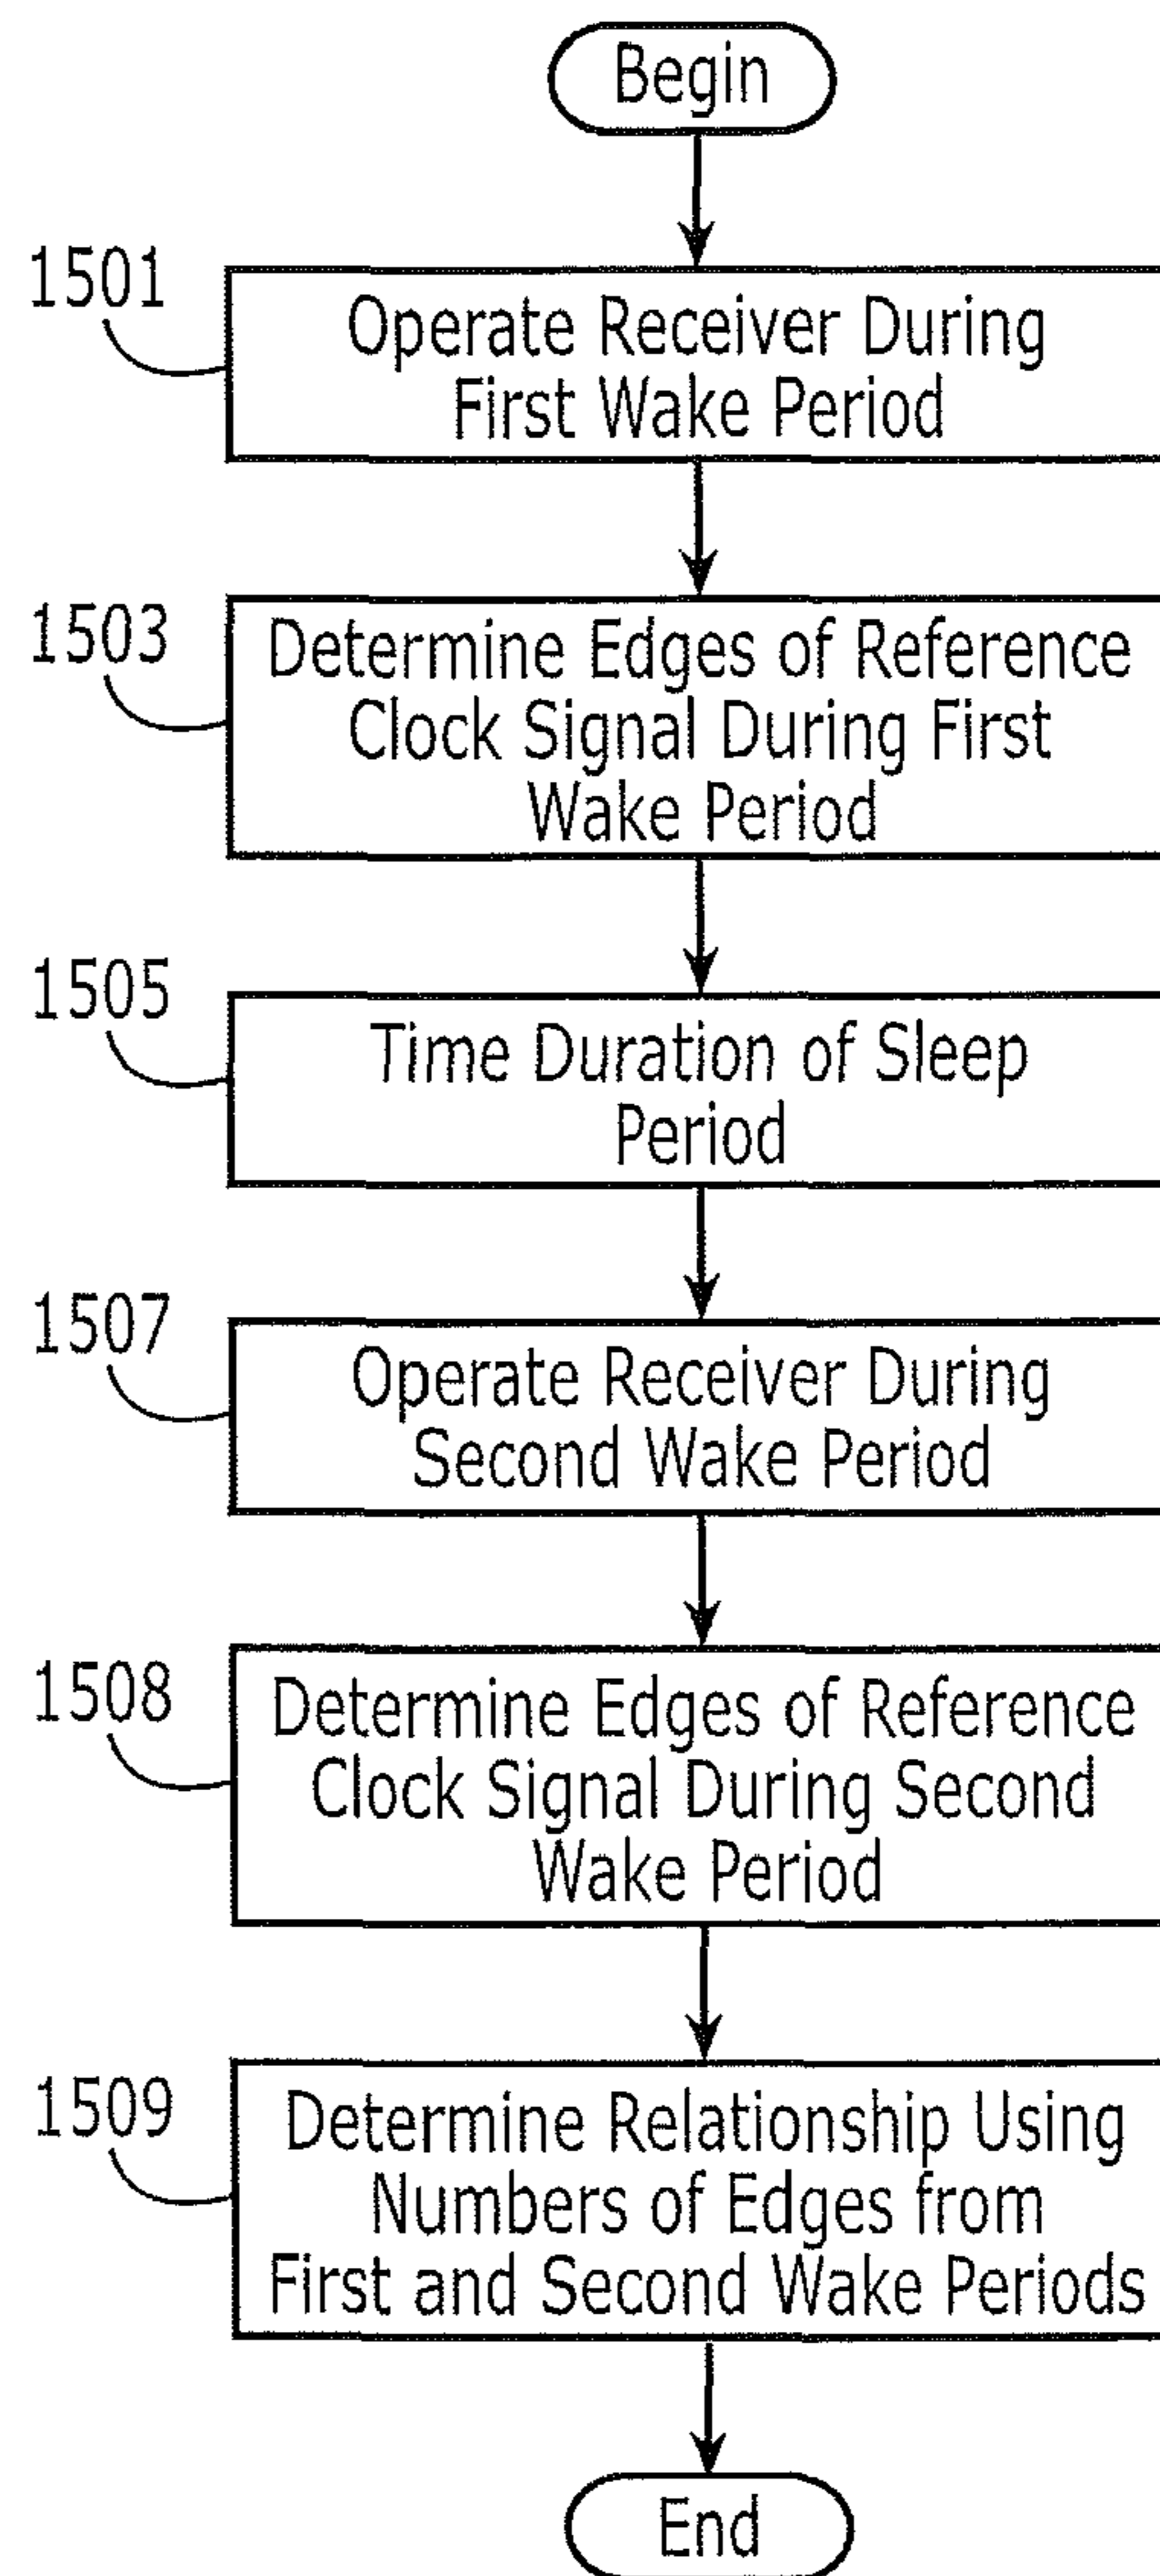 Begin
1501
Operate Receiver During
First Wake Period
1503
Determine Edges of Reference
Clock Signal During First
Wake Period
1505
Time Duration of Sleep
Period
1507
Operate Receiver During
Second Wake Period
1508
Determine Edges of Reference
Clock Signal During Second
Wake Period
1509
Determine Relationship Using
Numbers of Edges from
First and Second Wake Periods
End